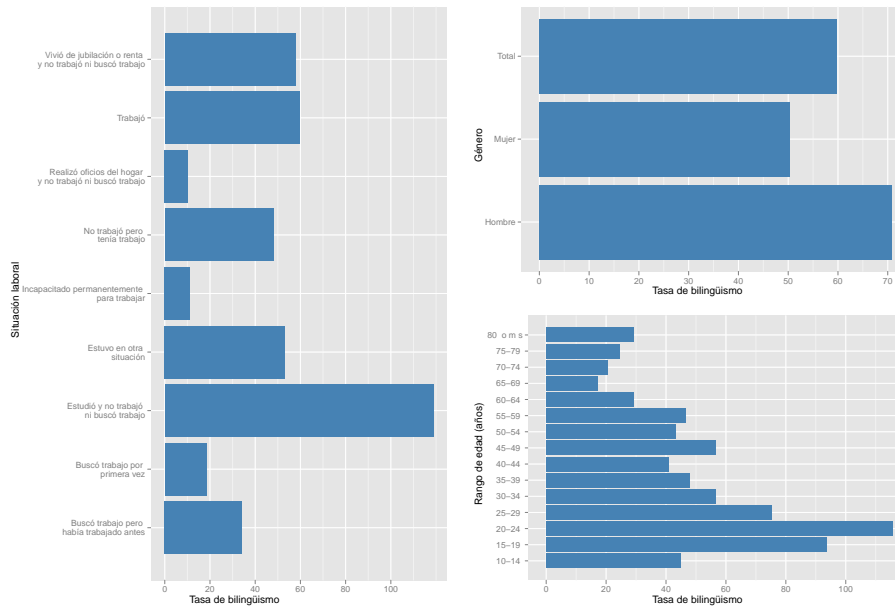 Situación laboral
Vivió de jubilación o renta
y no trabajó ni buscó trabajo
Trabajó
Realizó oficios del hogar
y no trabajó ni buscó trabajo
No trabajó pero
tenía trabajo
Incapacitado permanentemente
para trabajar
Estuvo en otra
situación
Estudió y no trabajó
ni buscó trabajo
Buscó trabajo por
primera vez
Buscó trabajo pero
había trabajado antes
0 20 40 60 80 100
Tasa de bilingüismo
Género
Total
Mujer
Hombre
0 10 20 30 40 50 60 70
Tasa de bilingüismo
Rango de edad (años)
80 o m s
75–79
70–74
65–69
60–64
55–59
50–54
45–49
40–44
35–39
30–34
25–29
20–24
15–19
10–14
0 20 40 60 80 100
Tasa de bilingüismo